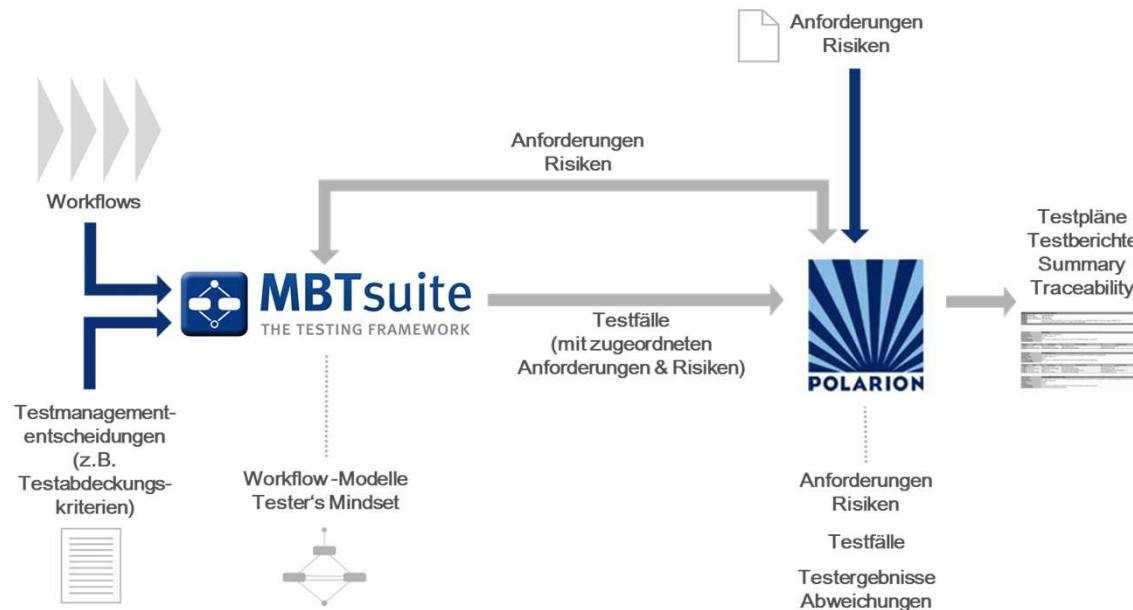 Anforderungen
Risiken
Anforderungen
Risiken
Workflows
Testpläne
Testberichte
Summary
Traceability
MBTsuite
THE TESTING FRAMEWORK
Testfälle
(mit zugeordneten
Anforderungen & Risiken)
POLARION
Testmanagement-
entscheidungen
(z.B.
Testabdeckungs-
kriterien)
Workflow -Modelle
Tester's Mindset
Anforderungen
Risiken
Testfälle
Testergebnisse
Abweichungen